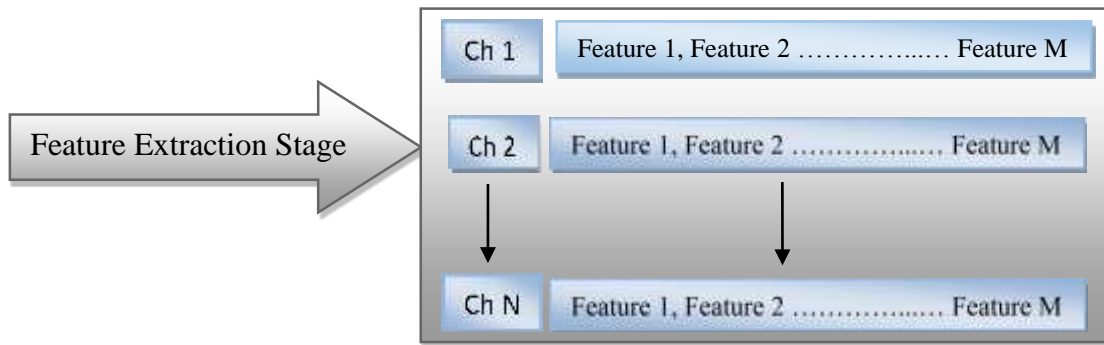 Ch 1 Feature 1, Feature 2 …………..… Feature M
Feature Extraction Stage
Ch 2 Feature 1, Feature 2 …………...… Feature M
Ch N Feature 1, Feature 2 …………...… Feature M